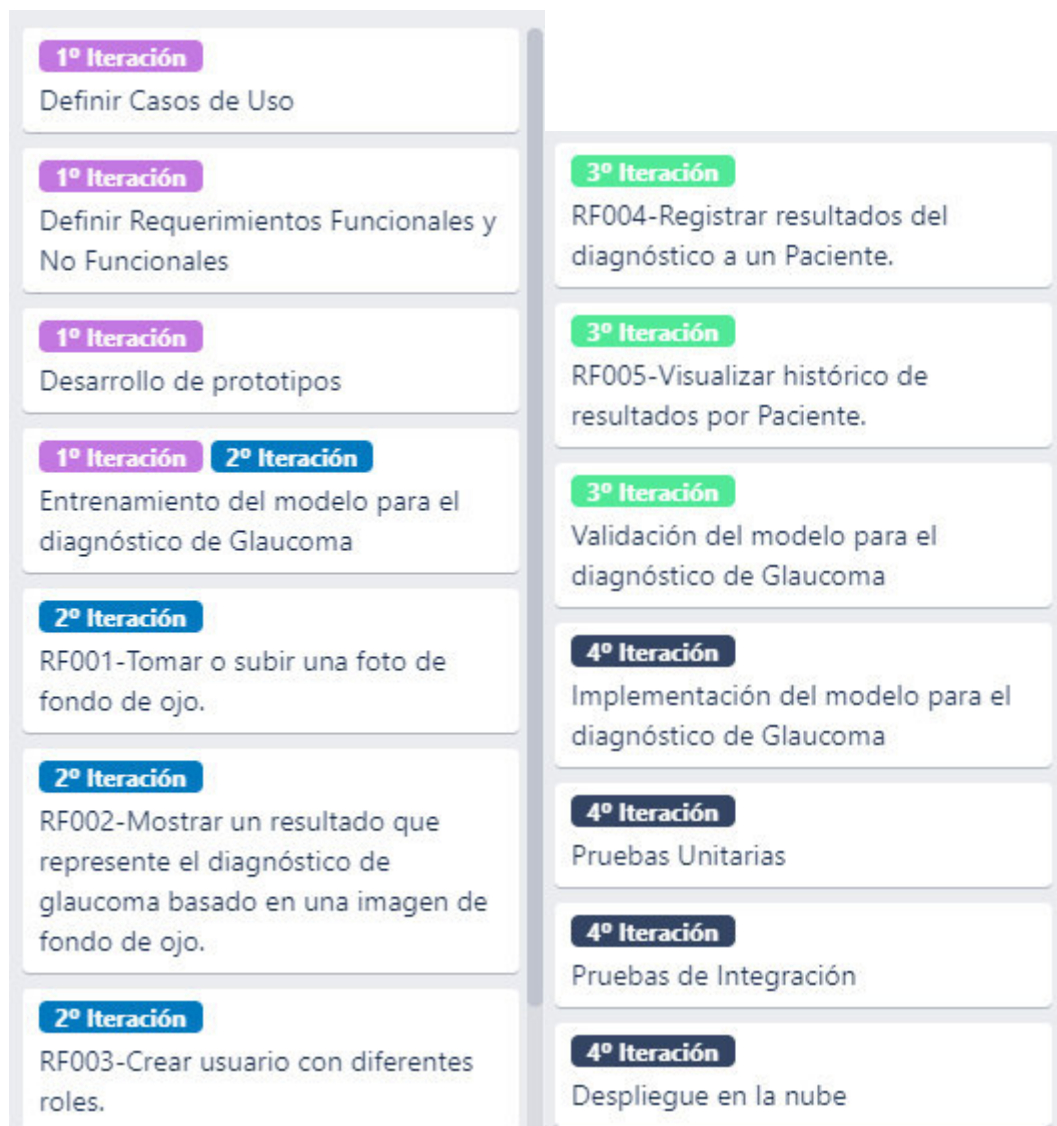 1º Iteración
Definir Casos de Uso
1º Iteración
Definir Requerimientos Funcionales y
No Funcionales
1º Iteración
Desarrollo de prototipos
1º Iteración 2º Iteración
Entrenamiento del modelo para el
diagnóstico de Glaucoma
2º Iteración
RF001-Tomar o subir una foto de
fondo de ojo.
2º Iteración
RF002-Mostrar un resultado que
represente el diagnóstico de
glaucoma basado en una imagen de
fondo de ojo.
2º Iteración
RF003-Crear usuario con diferentes
roles.
3º Iteración
RF004-Registrar resultados del
diagnóstico a un Paciente.
3º Iteración
RF005-Visualizar histórico de
resultados por Paciente.
3º Iteración
Validación del modelo para el
diagnóstico de Glaucoma
4º Iteración
Implementación del modelo para el
diagnóstico de Glaucoma
4º Iteración
Pruebas Unitarias
4º Iteración
Pruebas de Integración
4º Iteración
Despliegue en la nube